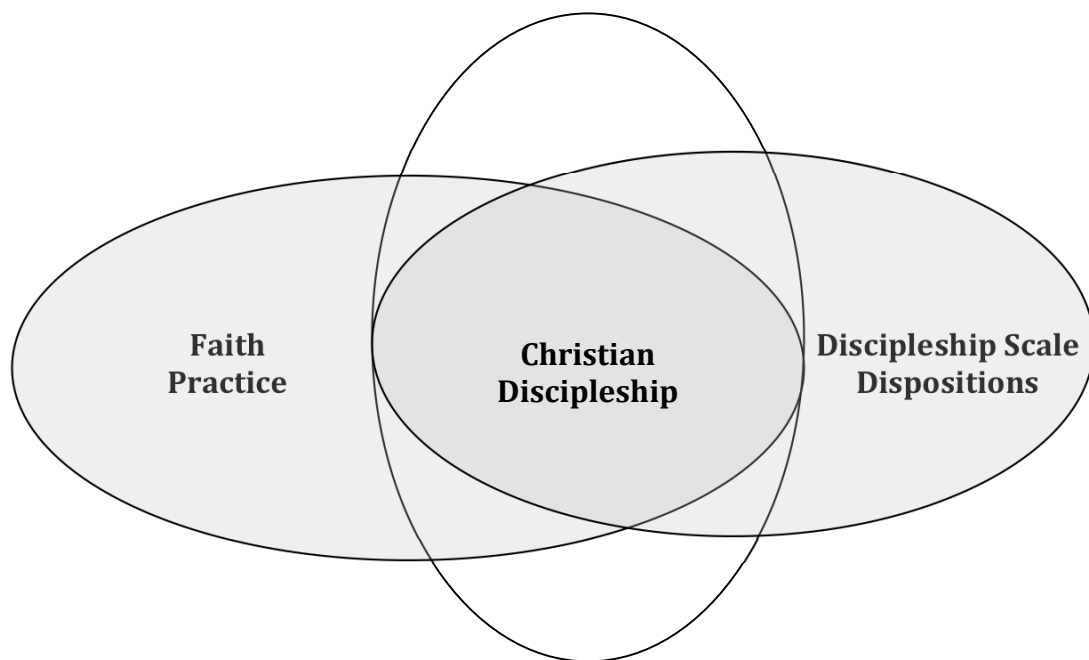 Faith
Practice
Christian
Discipleship
Discipleship Scale
Dispositions